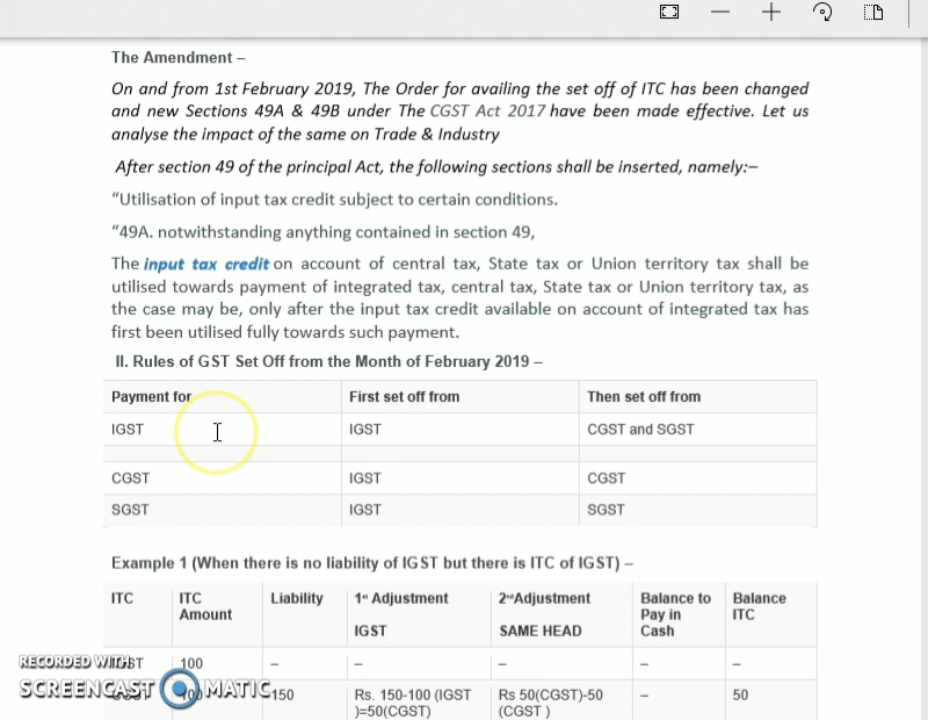 The Amendment –
On and from 1st February 2019, The Order for availing the set off of ITC has been changed
and new Sections 49A & 49B under The CGST Act 2017 have been made effective. Let us
analyse the impact of the same on Trade & Industry
After section 49 of the principal Act, the following sections shall be inserted, namely:–
“Utilisation of input tax credit subject to certain conditions.
“49A. notwithstanding anything contained in section 49,
The input tax credit on account of central tax, State tax or Union territory tax shall be
utilised towards payment of integrated tax, central tax, State tax or Union territory tax, as
the case may be, only after the input tax credit available on account of integrated tax has
first been utilised fully towards such payment.
II. Rules of GST Set Off from the Month of February 2019 –
Payment for First set off from Then set off from
IGST IGST CGST and SGST
CGST IGST CGST
SGST IGST SGST
Example 1 (When there is no liability of IGST but there is ITC of IGST) –
ITC ITC Liability 1st Adjustment 2nd Adjustment Balance to Balance
Amount Pay in ITC
IGST SAME HEAD Cash
100 – – – – –
150 Rs. 150-100 (IGST Rs 50(CGST)-50 – 50
)=50(CGST) (CGST )
RECORDED WITH
SCREENCAST MATIC